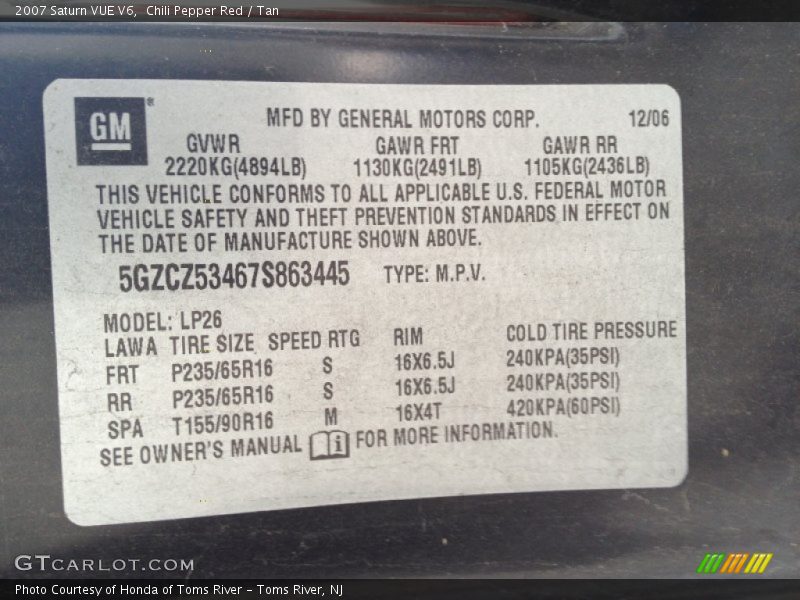 2007 Saturn VUE V6, Chili Pepper Red / Tan
GM® MFD BY GENERAL MOTORS CORP. 12/06
GVWR GAWR FRT GAWR RR
2220KG(4894LB) 1130KG(2491LB) 1105KG(2436LB)
THIS VEHICLE CONFORMS TO ALL APPLICABLE U.S. FEDERAL MOTOR
VEHICLE SAFETY AND THEFT PREVENTION STANDARDS IN EFFECT ON
THE DATE OF MANUFACTURE SHOWN ABOVE.
5GZCZ53467S863445 TYPE: M.P.V.
MODEL: LP26
LAWA TIRE SIZE SPEED RTG RIM COLD TIRE PRESSURE
FRT P235/65R16 S 16X6.5J 240KPA(35PSI)
RR P235/65R16 S 16X6.5J 240KPA(35PSI)
SPA T155/90R16 M 16X4T 420KPA(60PSI)
SEE OWNER'S MANUAL i FOR MORE INFORMATION.
GTCARLOT.COM
Photo Courtesy of Honda of Toms River - Toms River, NJ